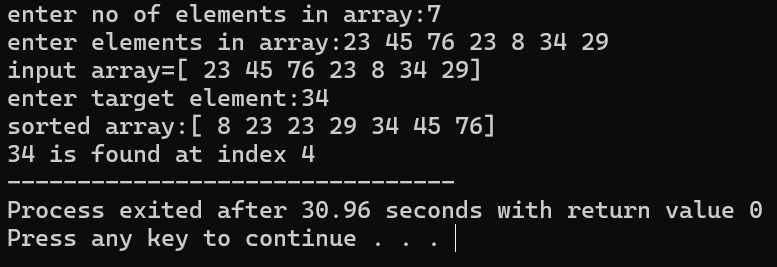 enter no of elements in array:7
enter elements in array:23 45 76 23 8 34 29
input array=[ 23 45 76 23 8 34 29]
enter target element:34
sorted array:[ 8 23 23 29 34 45 76]
34 is found at index 4
--------------------------------
Process exited after 30.96 seconds with return value 0
Press any key to continue . . .